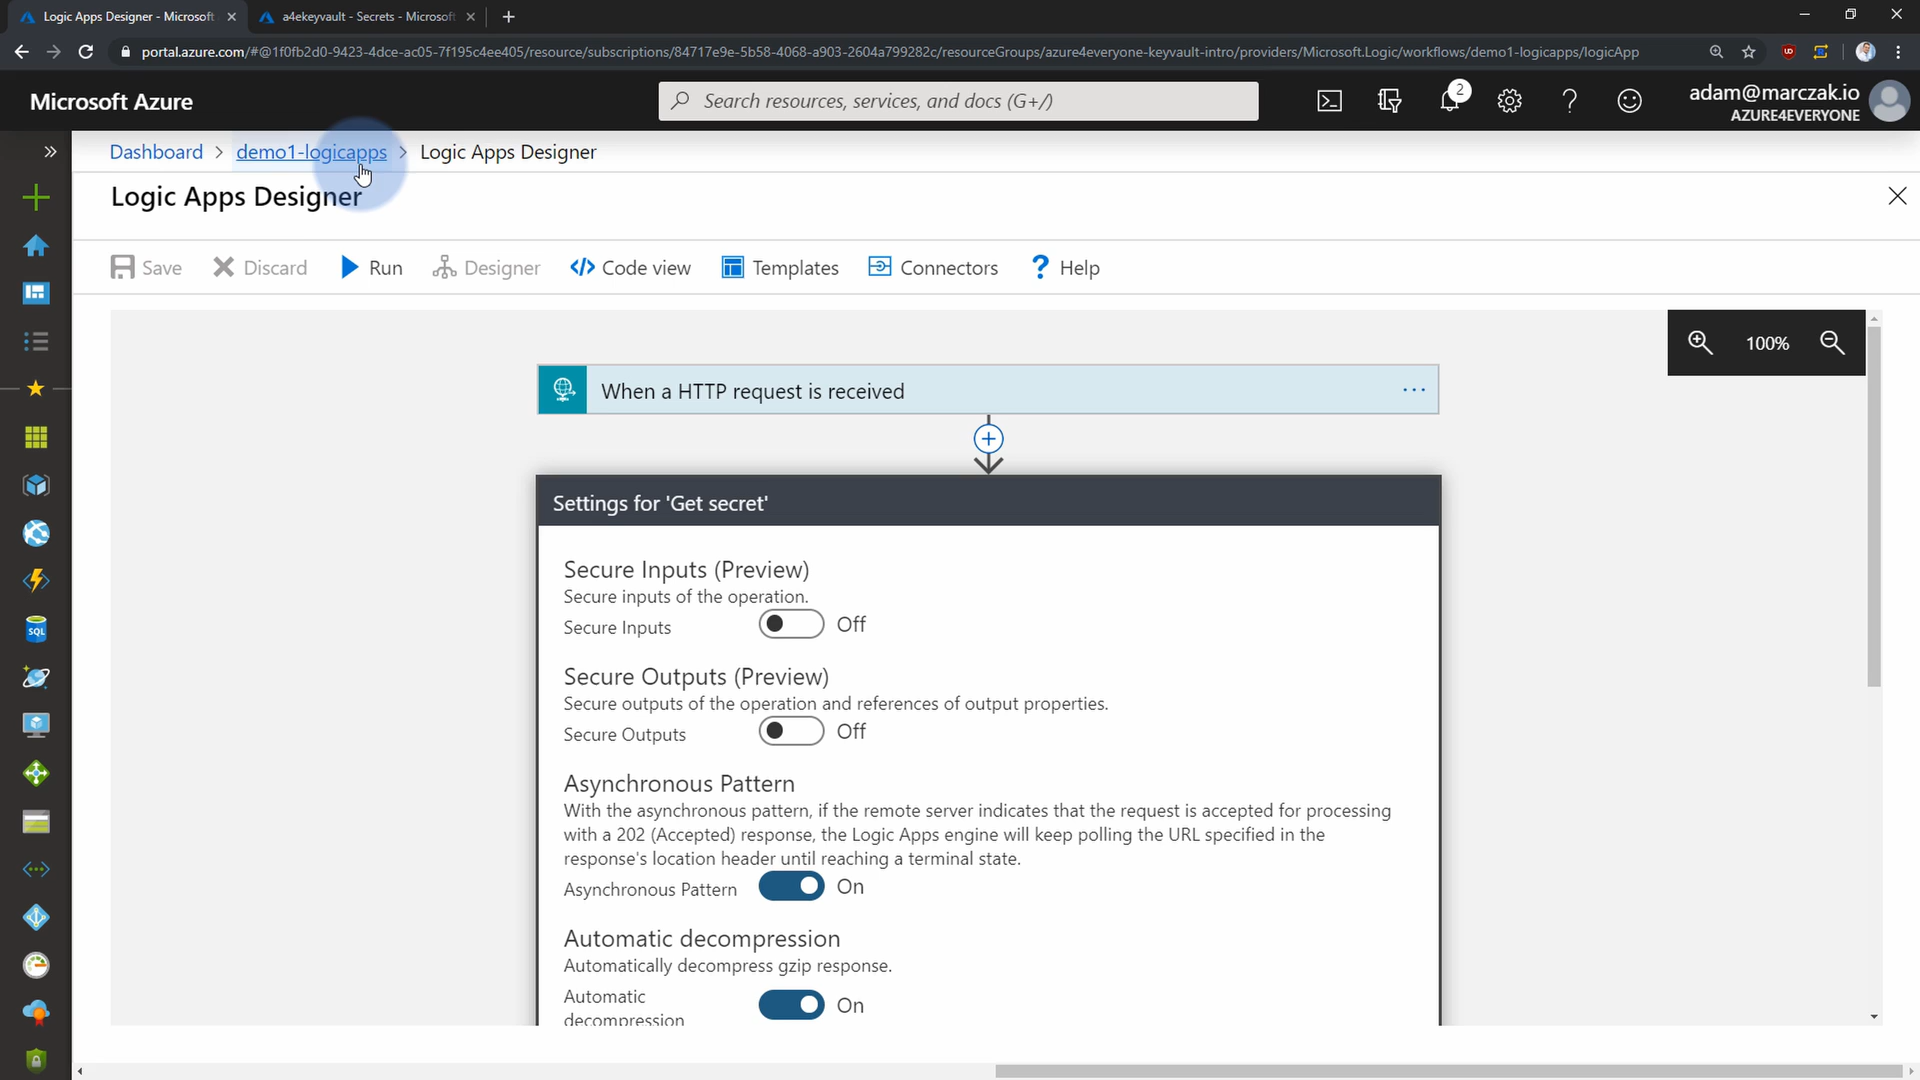 Logic Apps Designer - Microsoft
a4ekeyvault - Secrets - Microsoft
portal.azure.com/#@1f0fb2d0-9423-4dce-ac05-7f195c4ee405/resource/subscriptions/84717e9e-5b58-4068-a903-2604a799282c/resourceGroups/azure4everyone-keyvault-intro/providers/Microsoft.Logic/workflows/demo1-logicapps/logicApp
Microsoft Azure
Search resources, services, and docs (G+/)
2
adam@marczak.io
AZURE4EVERYONE
Dashboard > demo1-logicapps > Logic Apps Designer
Logic Apps Designer
Save
Discard
Run
Designer
Code view
Templates
Connectors
Help
100%
When a HTTP request is received
Settings for 'Get secret'
Secure Inputs (Preview)
Secure inputs of the operation.
Secure Inputs
Off
Secure Outputs (Preview)
Secure outputs of the operation and references of output properties.
Secure Outputs
Off
Asynchronous Pattern
With the asynchronous pattern, if the remote server indicates that the request is accepted for processing
with a 202 (Accepted) response, the Logic Apps engine will keep polling the URL specified in the
response's location header until reaching a terminal state.
Asynchronous Pattern
On
Automatic decompression
Automatically decompress gzip response.
Automatic
decompression
On
SQL